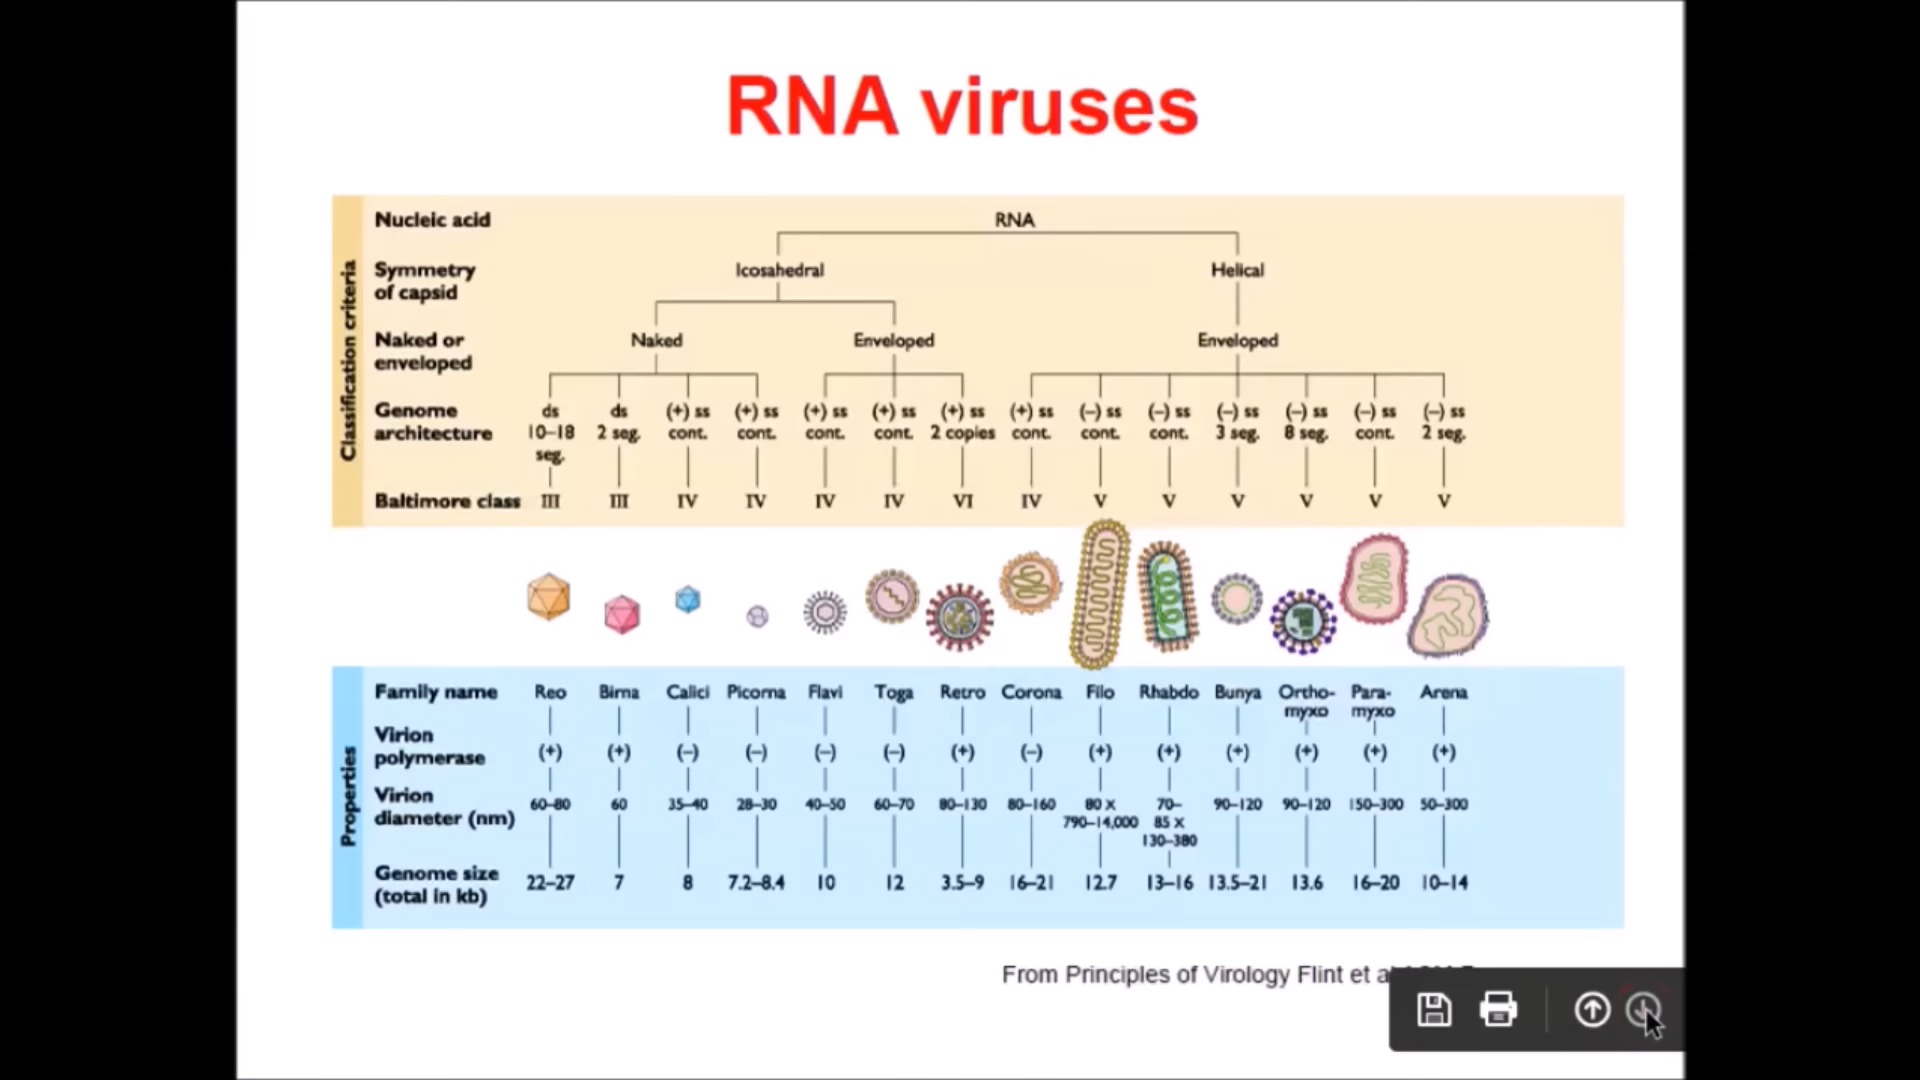 RNA viruses
Classification criteria
Nucleic acid RNA
Symmetry of capsid Icosahedral Helical
Naked or enveloped Naked Enveloped Enveloped
Genome architecture
ds 10–18 seg.
ds 2 seg.
(+) ss cont.
(+) ss cont.
(+) ss cont.
(+) ss cont.
(+) ss 2 copies
(+) ss cont.
(–) ss cont.
(–) ss cont.
(–) ss 3 seg.
(–) ss 8 seg.
(–) ss cont.
(–) ss 2 seg.
Baltimore class III III IV IV IV IV VI IV V V V V V V
Properties
Family name Reo Birna Calici Picorna Flavi Toga Retro Corona Filo Rhabdo Bunya Ortho-myxo Para-myxo Arena
Virion polymerase (+) (+) (–) (–) (–) (–) (+) (–) (+) (+) (+) (+) (+) (+)
Virion diameter (nm) 60–80 60 35–40 28–30 40–50 60–70 80–130 80–160 80 x 790–14,000 70–85 x 130–380 90–120 90–120 150–300 50–300
Genome size (total in kb) 22–27 7 8 7.2–8.4 10 12 3.5–9 16–21 12.7 13–16 13.5–21 13.6 16–20 10–14
From Principles of Virology Flint et